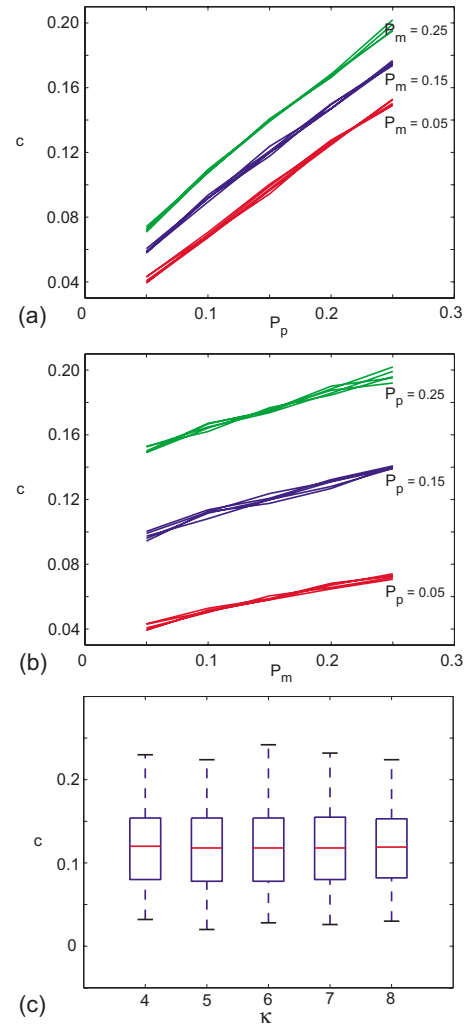 0.20
0.16
0.12
0.08
0.04
c
P_m = 0.25
P_m = 0.15
P_m = 0.05
0 0.1 0.2 0.3
P_p
(a)
0.20
0.16
0.12
0.08
0.04
c
P_p = 0.25
P_p = 0.15
P_p = 0.05
0 0.1 0.2 0.3
P_m
(b)
0.2
0.1
0
c
4 5 6 7 8
κ
(c)